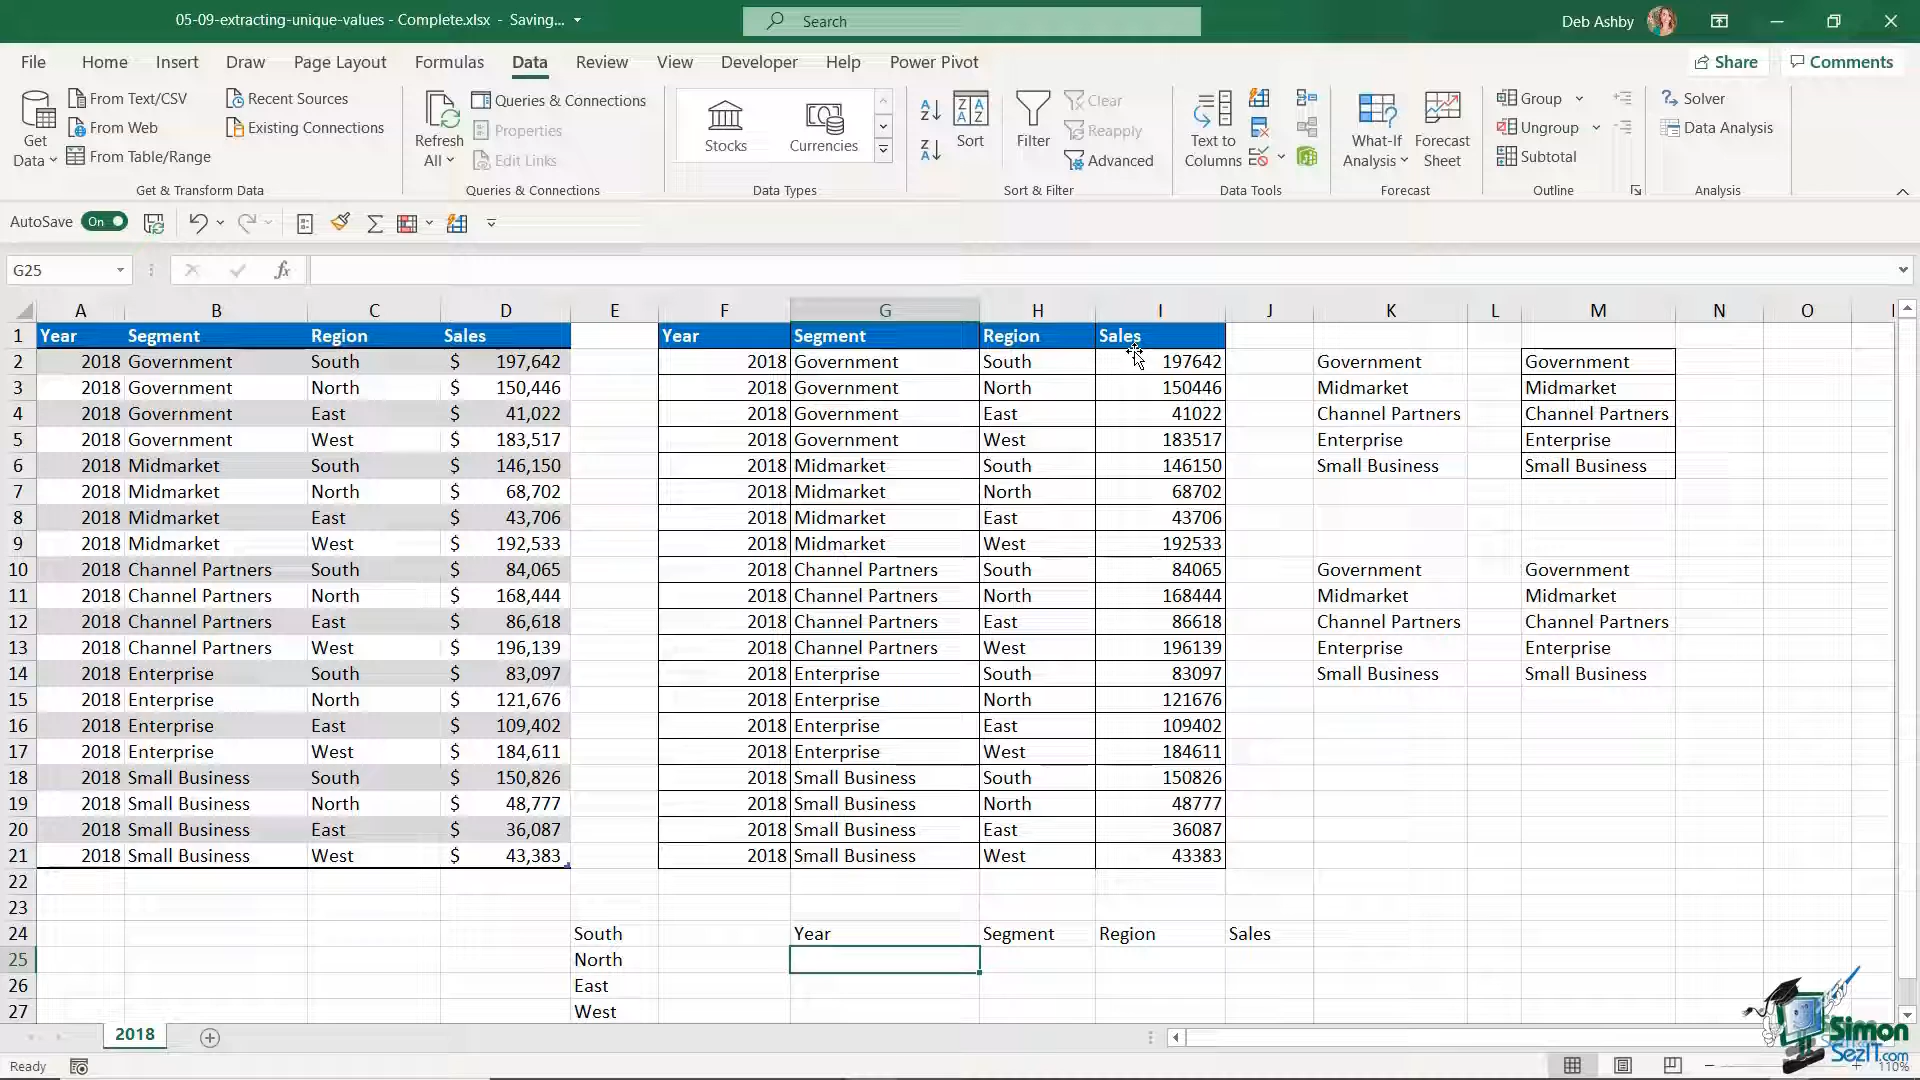 05-09-extracting-unique-values - Complete.xlsx - Saving...
Search
Deb Ashby
File Home Insert Draw Page Layout Formulas Data Review View Developer Help Power Pivot
Share Comments
Get Data
From Text/CSV
From Web
From Table/Range
Recent Sources
Existing Connections
Get & Transform Data
Refresh All
Queries & Connections
Properties
Edit Links
Queries & Connections
Stocks
Currencies
Data Types
Sort
Filter
Clear
Reapply
Advanced
Sort & Filter
Text to Columns
Data Tools
What-If Analysis
Forecast Sheet
Forecast
Group
Ungroup
Subtotal
Outline
Solver
Data Analysis
Analysis
AutoSave On
G25 fx
A B C D E F G H I J K L M N O
1 Year Segment Region Sales Year Segment Region Sales
2 2018 Government South $ 197,642 2018 Government South 197642 Government Government
3 2018 Government North $ 150,446 2018 Government North 150446 Midmarket Midmarket
4 2018 Government East $ 41,022 2018 Government East 41022 Channel Partners Channel Partners
5 2018 Government West $ 183,517 2018 Government West 183517 Enterprise Enterprise
6 2018 Midmarket South $ 146,150 2018 Midmarket South 146150 Small Business Small Business
7 2018 Midmarket North $ 68,702 2018 Midmarket North 68702
8 2018 Midmarket East $ 43,706 2018 Midmarket East 43706
9 2018 Midmarket West $ 192,533 2018 Midmarket West 192533
10 2018 Channel Partners South $ 84,065 2018 Channel Partners South 84065 Government Government
11 2018 Channel Partners North $ 168,444 2018 Channel Partners North 168444 Midmarket Midmarket
12 2018 Channel Partners East $ 86,618 2018 Channel Partners East 86618 Channel Partners Channel Partners
13 2018 Channel Partners West $ 196,139 2018 Channel Partners West 196139 Enterprise Enterprise
14 2018 Enterprise South $ 83,097 2018 Enterprise South 83097 Small Business Small Business
15 2018 Enterprise North $ 121,676 2018 Enterprise North 121676
16 2018 Enterprise East $ 109,402 2018 Enterprise East 109402
17 2018 Enterprise West $ 184,611 2018 Enterprise West 184611
18 2018 Small Business South $ 150,826 2018 Small Business South 150826
19 2018 Small Business North $ 48,777 2018 Small Business North 48777
20 2018 Small Business East $ 36,087 2018 Small Business East 36087
21 2018 Small Business West $ 43,383 2018 Small Business West 43383
22
23
24 South Year Segment Region Sales
25 North
26 East
27 West
2018
Simon
SezIT.com
Ready
110%